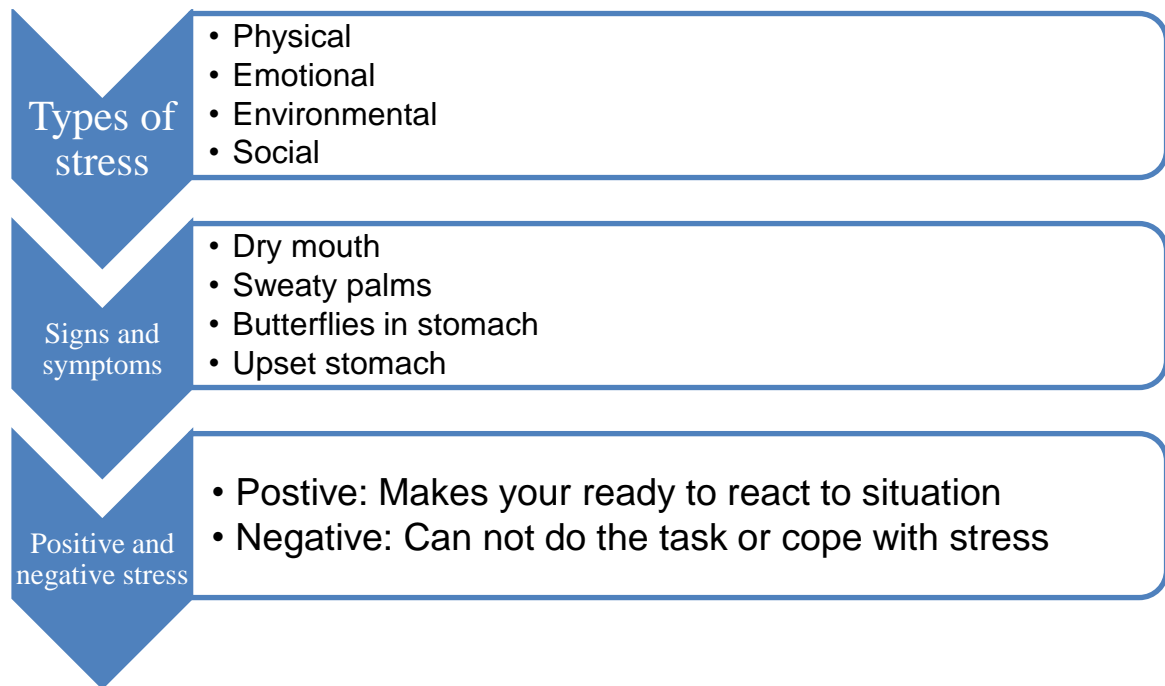 Types of
stress
• Physical
• Emotional
• Environmental
• Social
Signs and
symptoms
• Dry mouth
• Sweaty palms
• Butterflies in stomach
• Upset stomach
Positive and
negative stress
• Postive: Makes your ready to react to situation
• Negative: Can not do the task or cope with stress